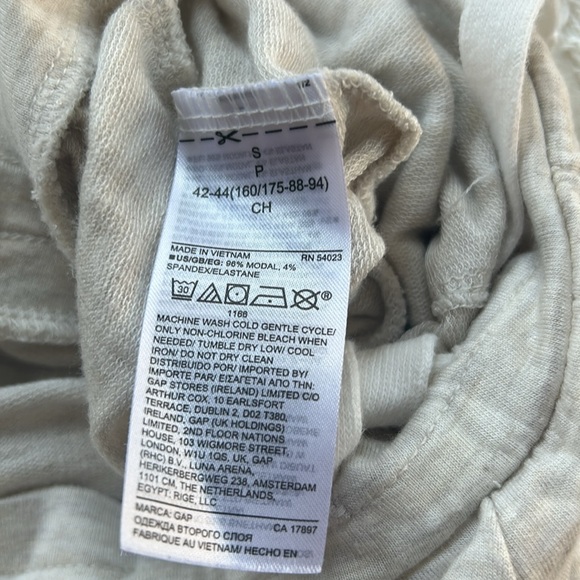 S
P
42-44(160/175-88-94)
CH
MADE IN VIETNAM RN 54023
■US/GB/EG: 96% MODAL, 4%
SPANDEX/ELASTANE
30
1166
MACHINE WASH COLD GENTLE CYCLE/
ONLY NON-CHLORINE BLEACH WHEN
NEEDED/ TUMBLE DRY LOW/ COOL
IRON/ DO NOT DRY CLEAN
DISTRIBUIDO POR/ IMPORTED BY/
IMPORTE PAR/ ΕΙΣΑΓΕΤΑΙ ΑΠΟ ΤΗΝ:
GAP STORES (IRELAND) LIMITED C/O
ARTHUR COX, 10 EARLSFORT
TERRACE, DUBLIN 2, D02 T380,
IRELAND, GAP (UK HOLDINGS)
LIMITED, 2ND FLOOR NATIONS
HOUSE, 103 WIGMORE STREET,
LONDON, W1U 1QS, UK, GAP
(RHC) B.V., LUNA ARENA,
HERIKERBERGWEG 238, AMSTERDAM
1101 CM, THE NETHERLANDS,
EGYPT: RIGE, LLC
MARCA: GAP CA 17897
ОДЕЖДА ВТОРОГО СЛОЯ
FABRIQUE AU VIETNAM/ HECHO EN